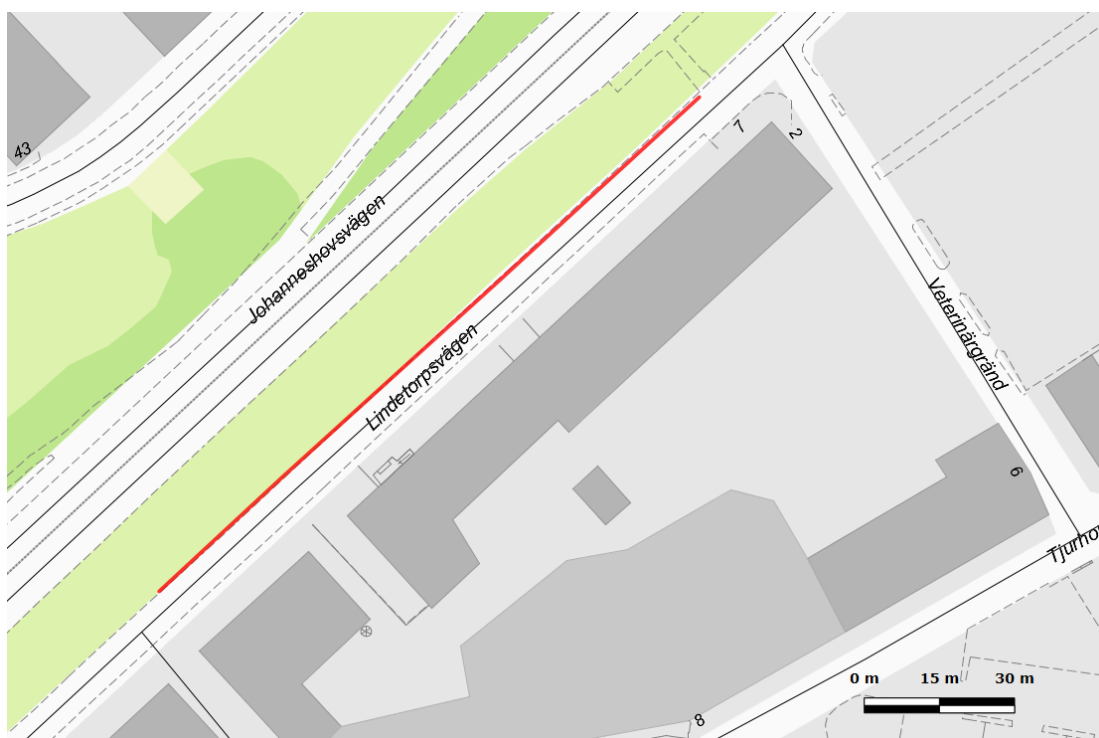 43
7
2
Johanneshovsvägen
Lindetorpsvägen
Veterinärgränd
6
Tjurhov
0 m 15 m 30 m
8